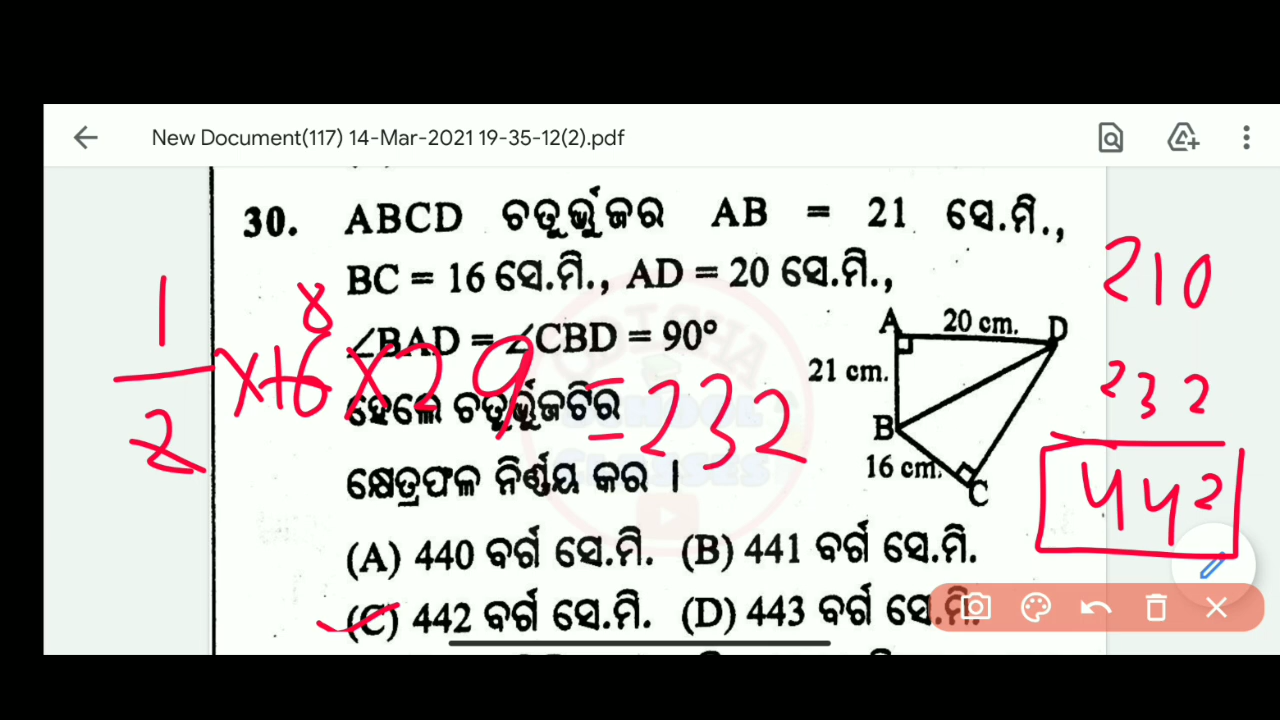 New Document(117) 14-Mar-2021 19-35-12(2).pdf
30. ABCD ଚତୁର୍ଭୁଜର AB = 21 ସେ.ମି.,
BC = 16 ସେ.ମି., AD = 20 ସେ.ମି.,
∠BAD = ∠CBD = 90°
ହେଲେ ଚତୁର୍ଭୁଜଟିର
କ୍ଷେତ୍ରଫଳ ନିର୍ଣ୍ଣୟ କର ।
(A) 440 ବର୍ଗ ସେ.ମି. (B) 441 ବର୍ଗ ସେ.ମି.
(C) 442 ବର୍ଗ ସେ.ମି. (D) 443 ବର୍ଗ ସେ.ମି.
A 20 cm. D
21 cm.
B
16 cm.
C
8
1/2 × 16 × 29 = 232
210
232
442